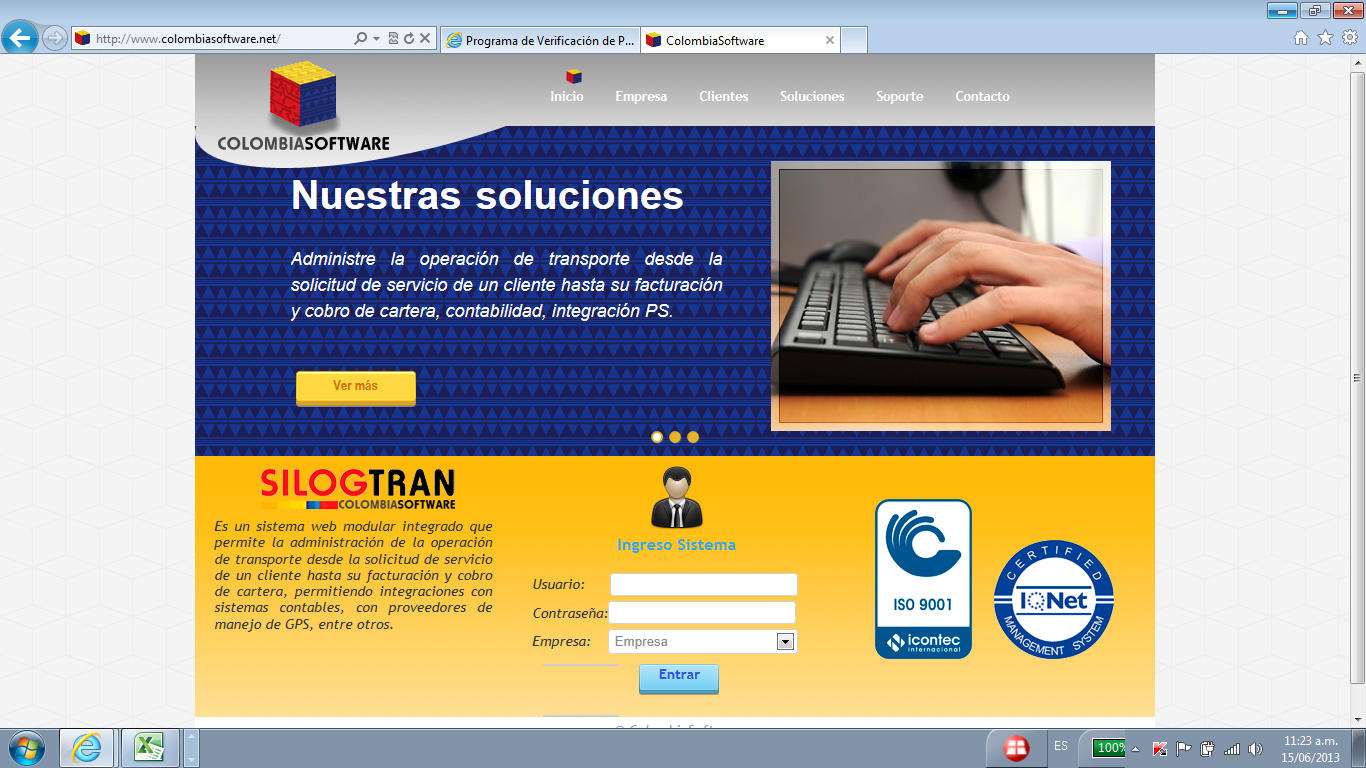 http://www.colombiasoftware.net/
Programa de Verificación de P...
ColombiaSoftware
COLOMBIASOFTWARE
Inicio
Empresa
Clientes
Soluciones
Soporte
Contacto
Nuestras soluciones
Administre la operación de transporte desde la
solicitud de servicio de un cliente hasta su facturación
y cobro de cartera, contabilidad, integración PS.
Ver más
SILOGTRAN
COLOMBIASOFTWARE
Es un sistema web modular integrado que
permite la administración de la operación
de transporte desde la solicitud de servicio
de un cliente hasta su facturación y cobro
de cartera, permitiendo integraciones con
sistemas contables, con proveedores de
manejo de GPS, entre otros.
Ingreso Sistema
Usuario:
Contraseña:
Empresa: Empresa
Entrar
ISO 9001
icontec
internacional
CERTIFIED
IQNet
MANAGEMENT SYSTEM
ES
100%
11:23 a.m.
15/06/2013